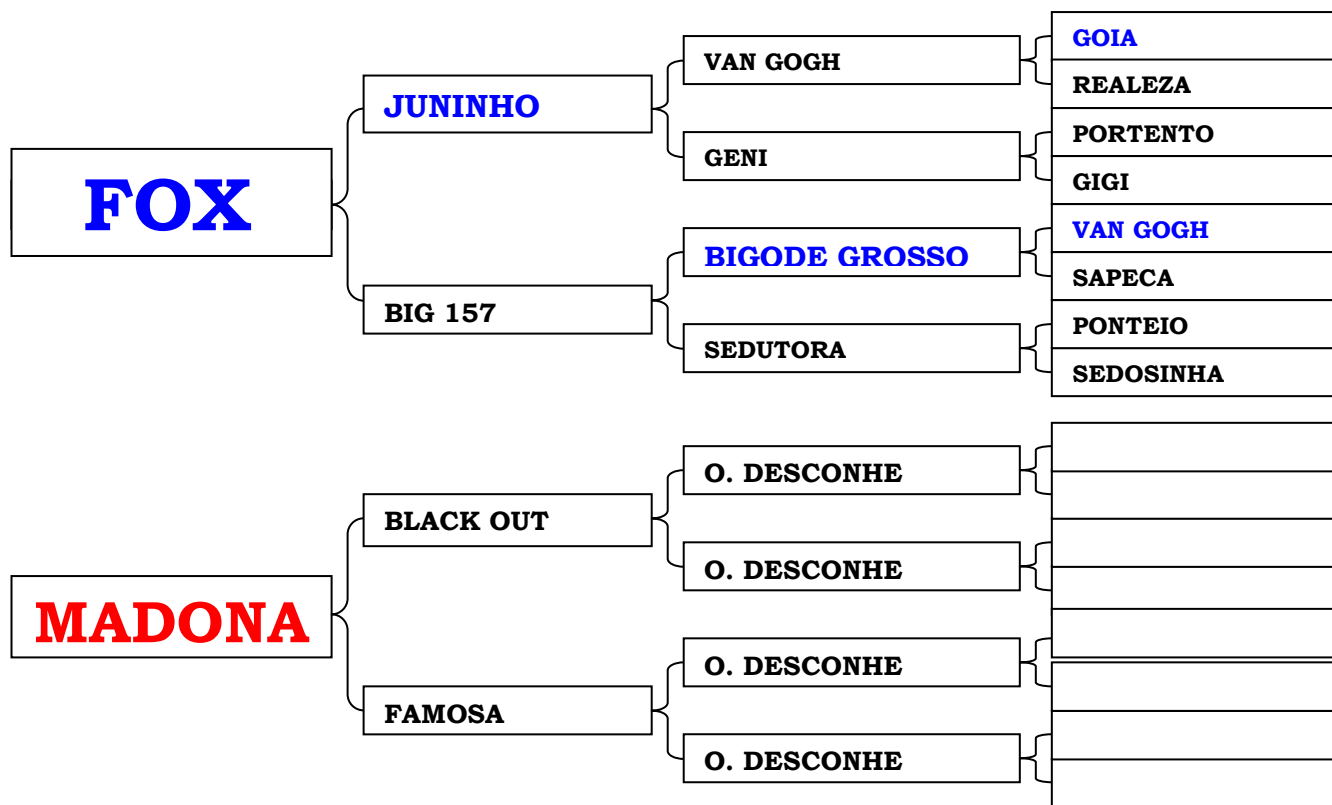 FOX
JUNINHO
VAN GOGH
GOIA
REALEZA
GENI
PORTENTO
GIGI
BIG 157
BIGODE GROSSO
VAN GOGH
SAPECA
SEDUTORA
PONTEIO
SEDOSINHA
MADONA
BLACK OUT
O. DESCONHE
O. DESCONHE
FAMOSA
O. DESCONHE
O. DESCONHE